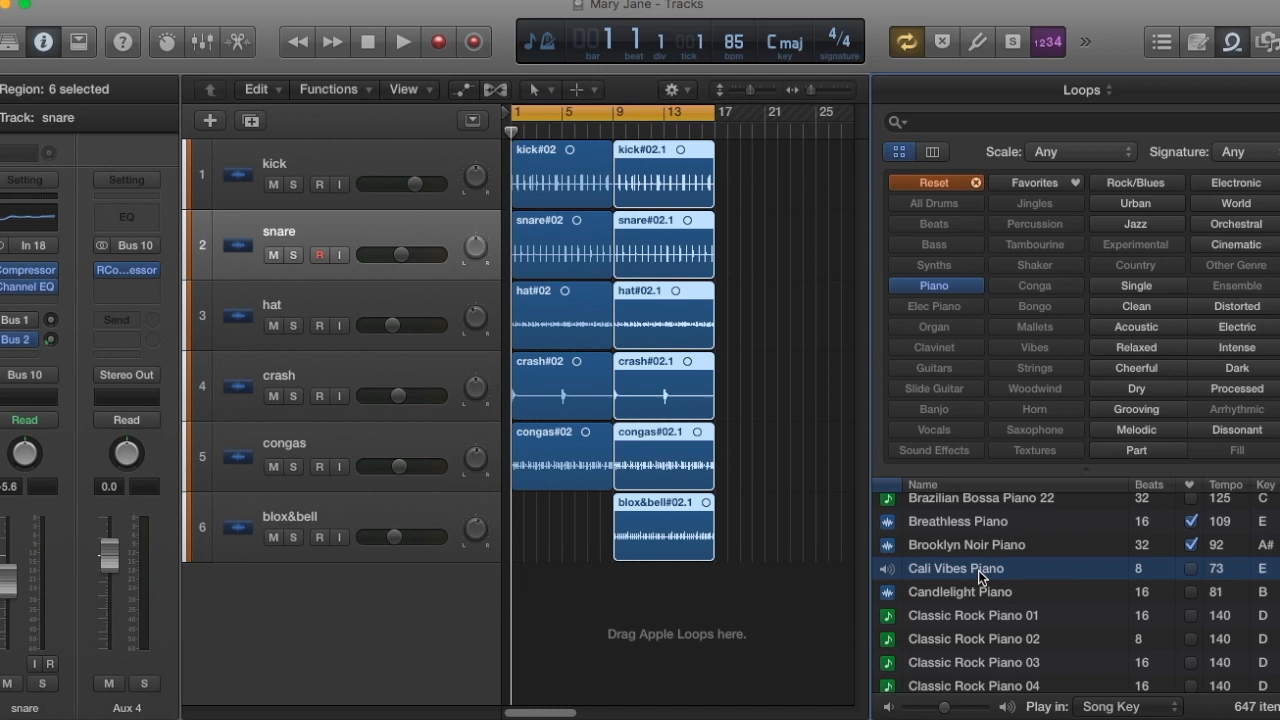 Mary Jane - Tracks
001 1 1 001 85 C maj 4/4
bar beat div tick bpm key signature
S 1234
Region: 6 selected
Edit Functions View
Loops
Track: snare
1 5 9 13 17 21 25
Scale: Any Signature: Any
Setting Setting
EQ
In 18 Bus 10
Compressor RCo...essor
Channel EQ
Bus 1 Send
Bus 2
Bus 10 Stereo Out
Read Read
-5.6 0.0
I R
M S M S
snare Aux 4
1 kick
M S R I L R
kick#02 kick#02.1
2 snare
M S R I L R
snare#02 snare#02.1
3 hat
M S R I L R
hat#02 hat#02.1
4 crash
M S R I L R
crash#02 crash#02.1
5 congas
M S R I L R
congas#02 congas#02.1
6 blox&bell
M S R I L R
blox&bell#02.1
Drag Apple Loops here.
Reset Favorites Rock/Blues Electronic
All Drums Jingles Urban World
Beats Percussion Jazz Orchestral
Bass Tambourine Experimental Cinematic
Synths Shaker Country Other Genre
Piano Conga Single Ensemble
Elec Piano Bongo Clean Distorted
Organ Mallets Acoustic Electric
Clavinet Vibes Relaxed Intense
Guitars Strings Cheerful Dark
Slide Guitar Woodwind Dry Processed
Banjo Horn Grooving Arrhythmic
Vocals Saxophone Melodic Dissonant
Sound Effects Textures Part Fill
Name Beats Tempo Key
Brazilian Bossa Piano 22 32 125 C
Breathless Piano 16 109 E
Brooklyn Noir Piano 32 92 A#
Cali Vibes Piano 8 73 E
Candlelight Piano 16 81 B
Classic Rock Piano 01 16 140 D
Classic Rock Piano 02 8 140 D
Classic Rock Piano 03 16 140 D
Classic Rock Piano 04 16 140 D
Play in: Song Key 647 item